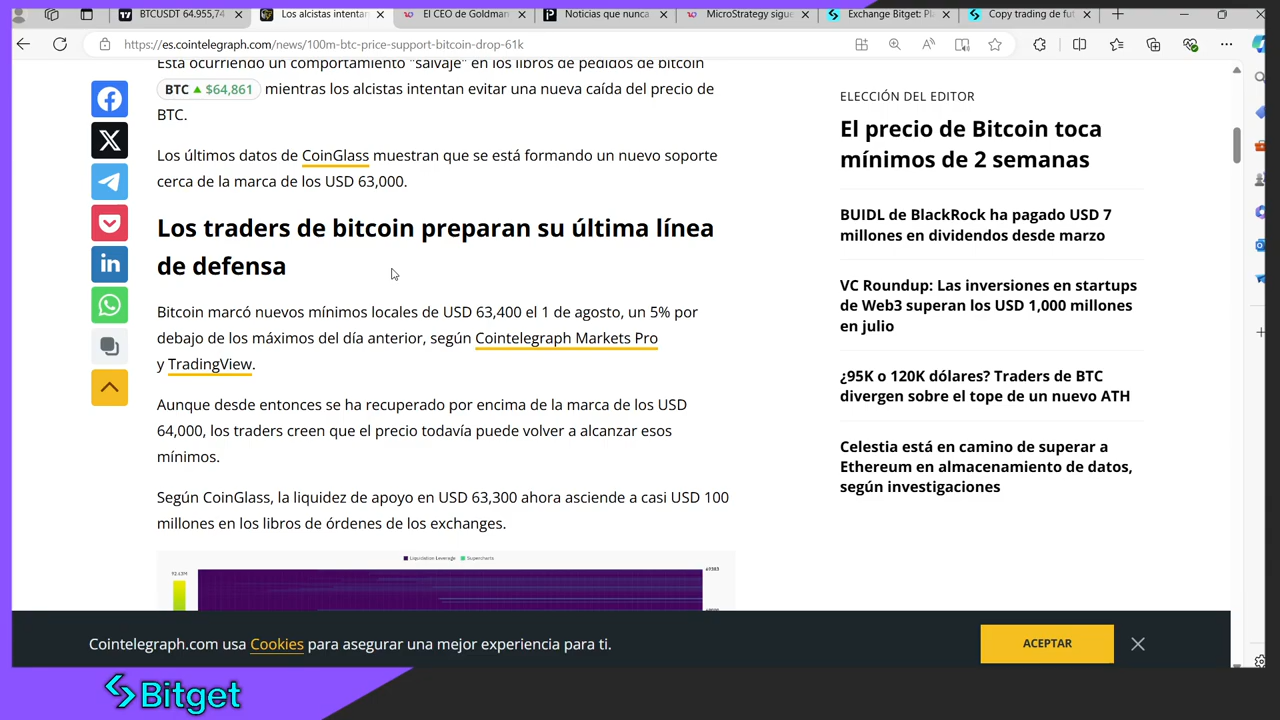 BTCUSDT 64.955,74
Los alcistas intentan
El CEO de Goldman
Noticias que nunca
MicroStrategy sigue
Exchange Bitget: Pl
Copy trading de fut
https://es.cointelegraph.com/news/100m-btc-price-support-bitcoin-drop-61k
Está ocurriendo un comportamiento "salvaje" en los libros de pedidos de bitcoin
BTC ▲ $64,861 mientras los alcistas intentan evitar una nueva caída del precio de
BTC.
Los últimos datos de CoinGlass muestran que se está formando un nuevo soporte
cerca de la marca de los USD 63,000.
Los traders de bitcoin preparan su última línea
de defensa
Bitcoin marcó nuevos mínimos locales de USD 63,400 el 1 de agosto, un 5% por
debajo de los máximos del día anterior, según Cointelegraph Markets Pro
y TradingView.
Aunque desde entonces se ha recuperado por encima de la marca de los USD
64,000, los traders creen que el precio todavía puede volver a alcanzar esos
mínimos.
Según CoinGlass, la liquidez de apoyo en USD 63,300 ahora asciende a casi USD 100
millones en los libros de órdenes de los exchanges.
Liquidation Leverage Supercharts
ELECCIÓN DEL EDITOR
El precio de Bitcoin toca
mínimos de 2 semanas
BUIDL de BlackRock ha pagado USD 7
millones en dividendos desde marzo
VC Roundup: Las inversiones en startups
de Web3 superan los USD 1,000 millones
en julio
¿95K o 120K dólares? Traders de BTC
divergen sobre el tope de un nuevo ATH
Celestia está en camino de superar a
Ethereum en almacenamiento de datos,
según investigaciones
Cointelegraph.com usa Cookies para asegurar una mejor experiencia para ti.
ACEPTAR
Bitget